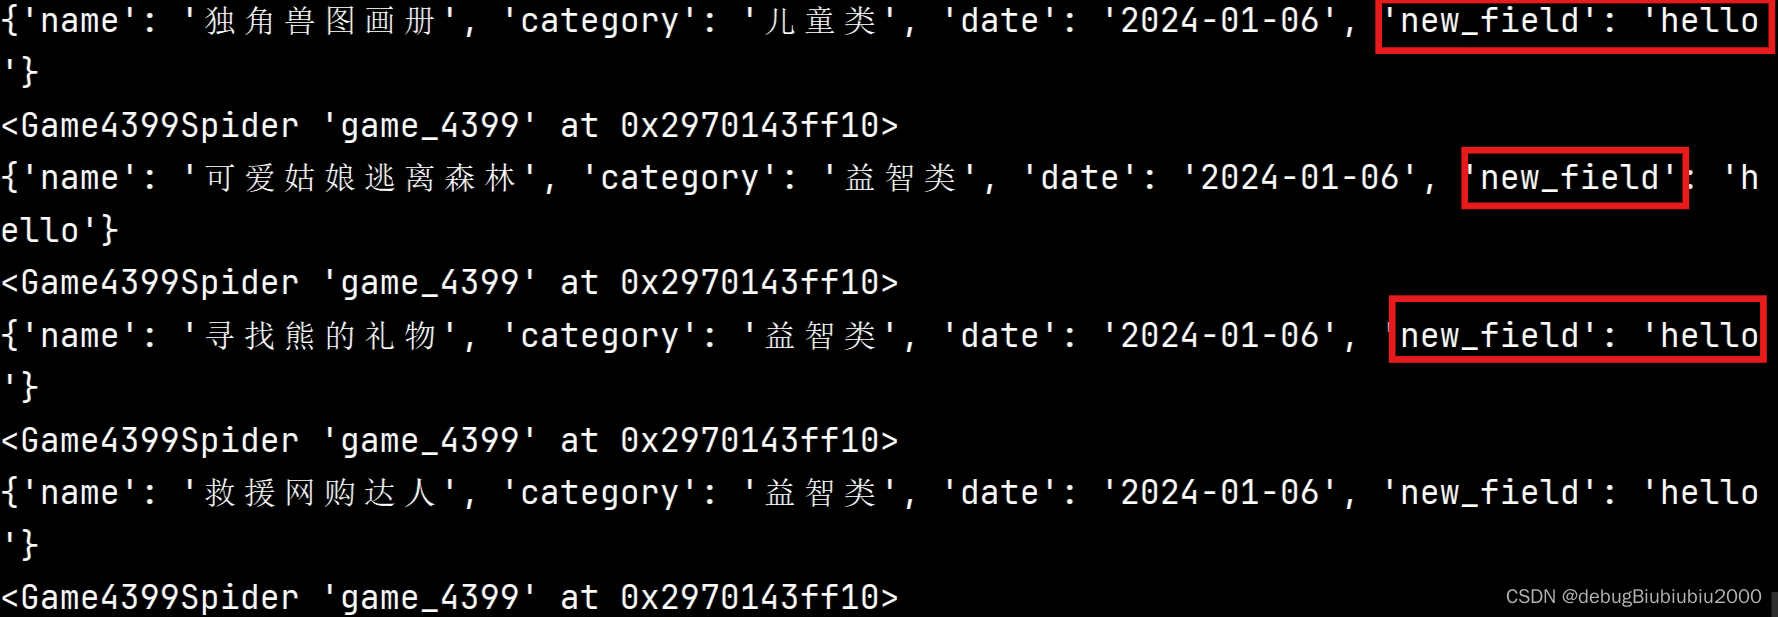 {'name': '独角兽图画册', 'category': '儿童类', 'date': '2024-01-06', 'new_field': 'hello
'}
<Game4399Spider 'game_4399' at 0x2970143ff10>
{'name': '可爱姑娘逃离森林', 'category': '益智类', 'date': '2024-01-06', 'new_field': 'h
ello'}
<Game4399Spider 'game_4399' at 0x2970143ff10>
{'name': '寻找熊的礼物', 'category': '益智类', 'date': '2024-01-06', 'new_field': 'hello
'}
<Game4399Spider 'game_4399' at 0x2970143ff10>
{'name': '救援网购达人', 'category': '益智类', 'date': '2024-01-06', 'new_field': 'hello
'}
<Game4399Spider 'game_4399' at 0x2970143ff10>
CSDN @debugBiubiubiu2000